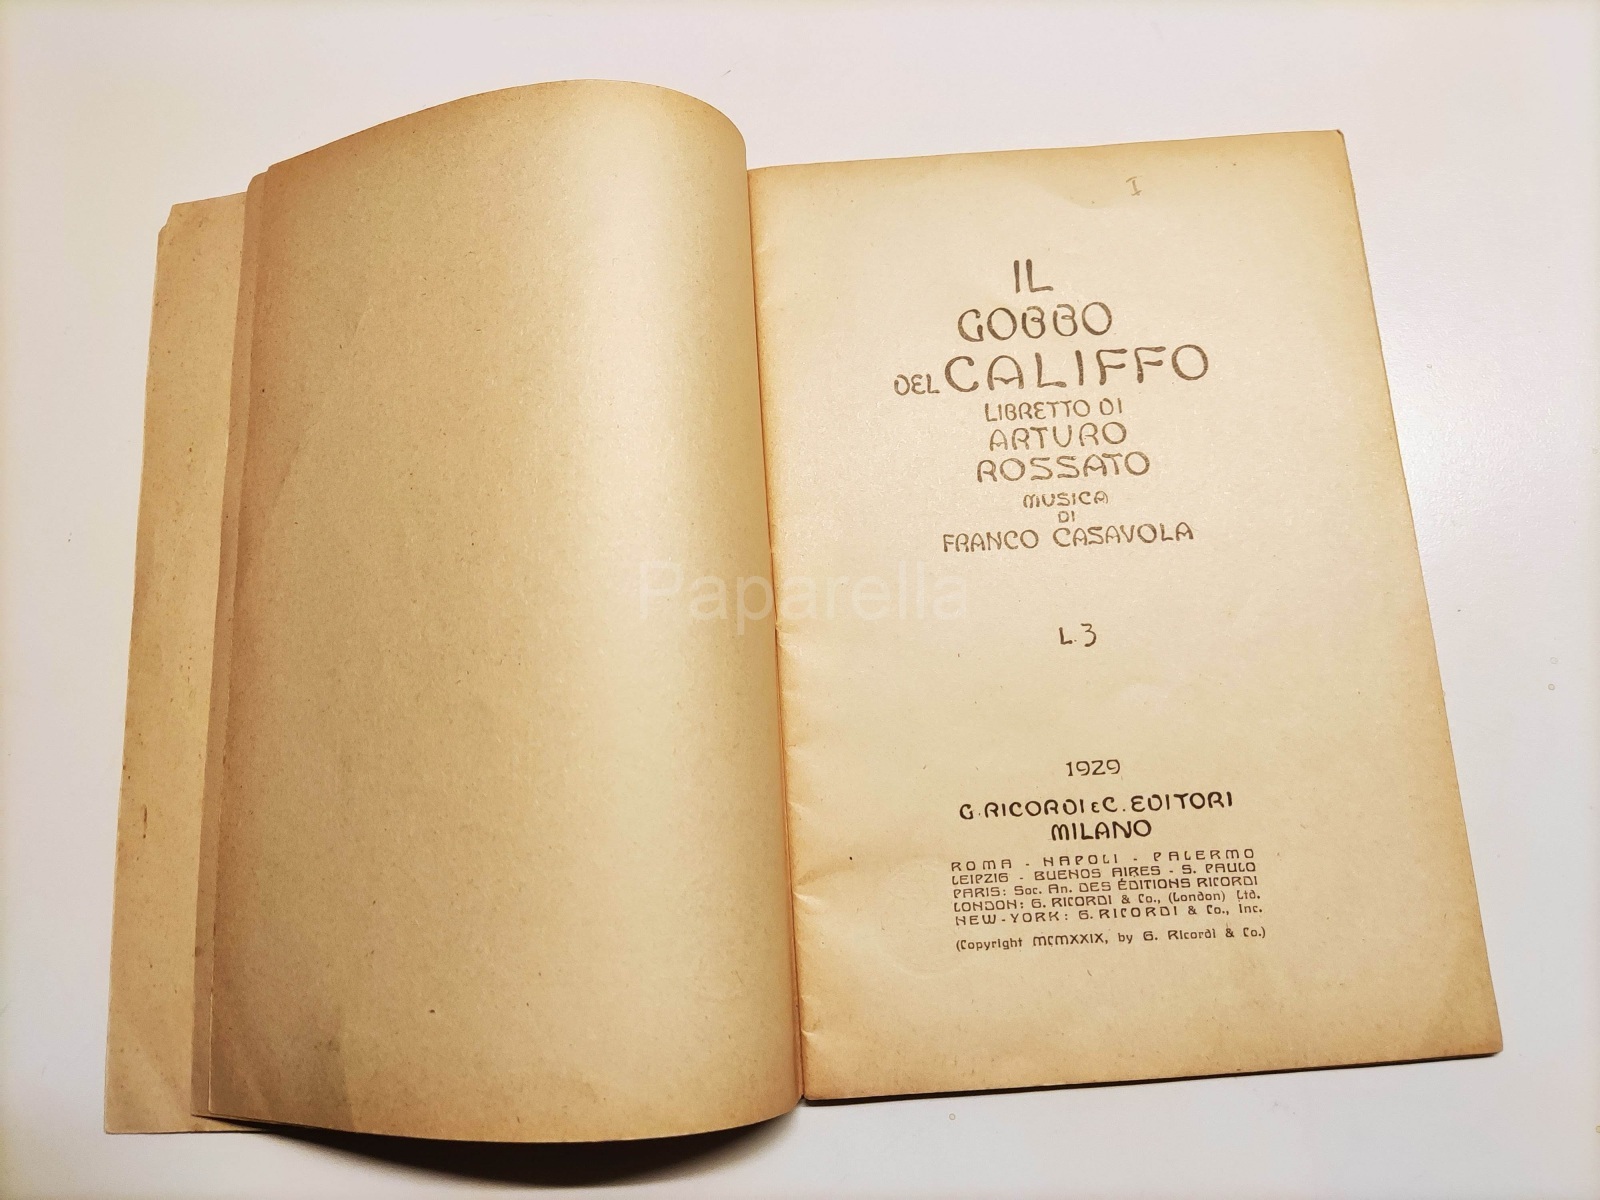 I
IL
GOBBO
DEL CALIFFO
LIBRETTO DI
ARTURO
ROSSATO
MUSICA
DI
FRANCO CASAVOLA
Paparella
L. 3
1929
G. RICORDI E C. EDITORI
MILANO
ROMA - NAPOLI - PALERMO
LEIPZIG - BUENOS AIRES - S. PAULO
PARIS: Soc. An. DES ÉDITIONS RICORDI
LONDON: G. RICORDI & Co., (London) Ltd.
NEW-YORK: G. RICORDI & Co., Inc.
(Copyright MCMXXIX, by G. Ricordi & Co.)